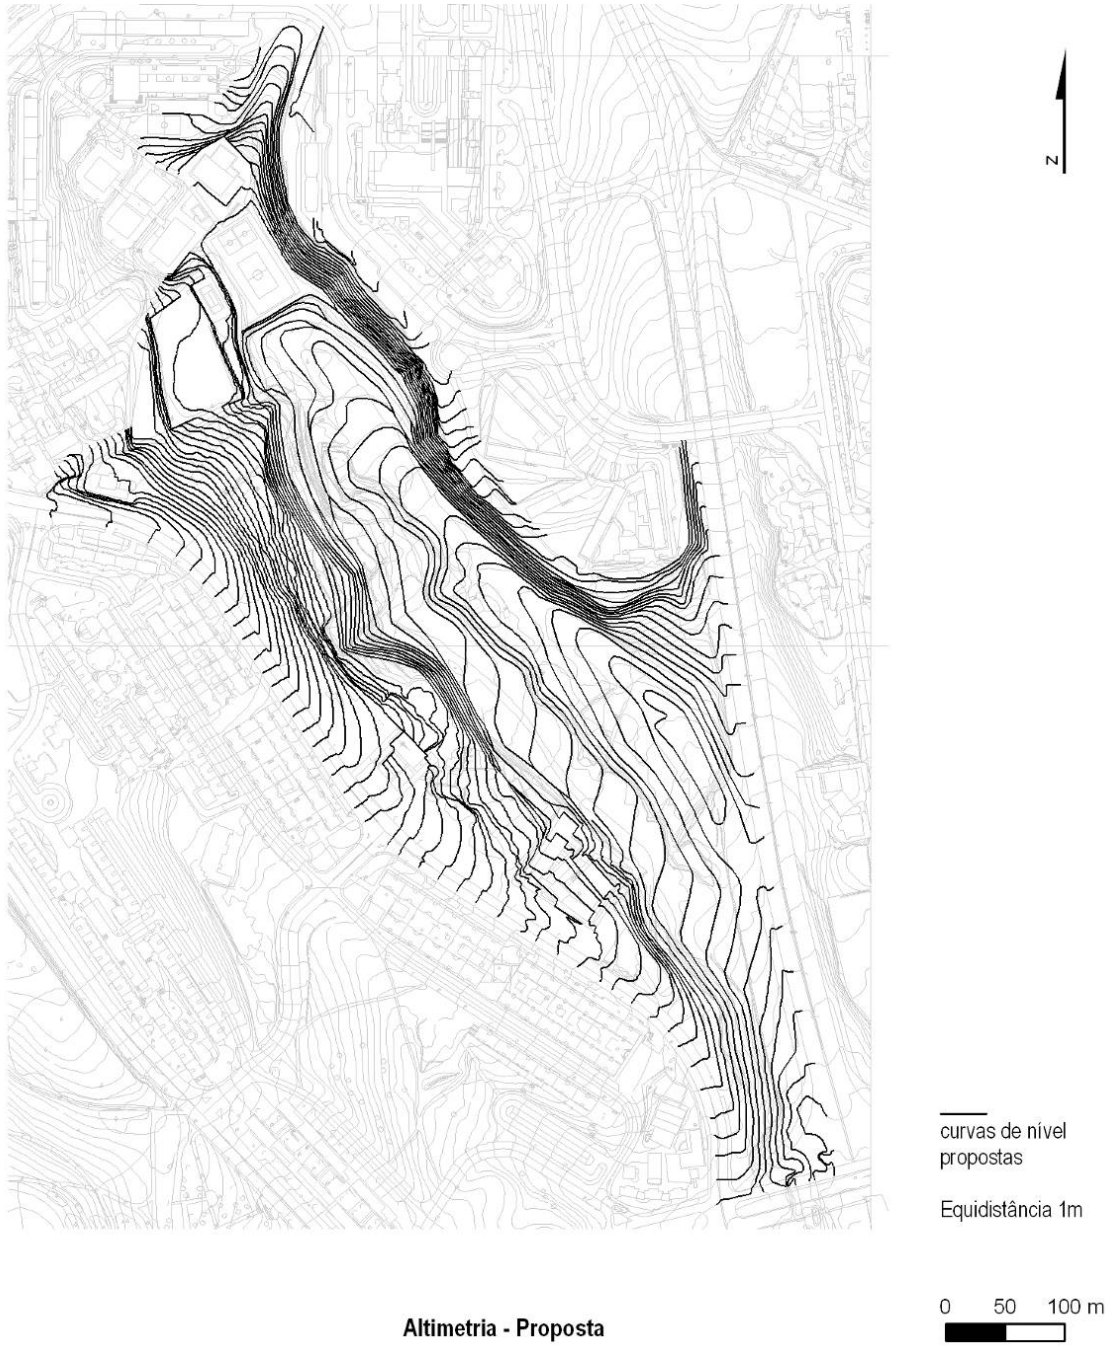 N
curvas de nível
propostas
Equidistância 1m
0 50 100 m
Altimetria - Proposta